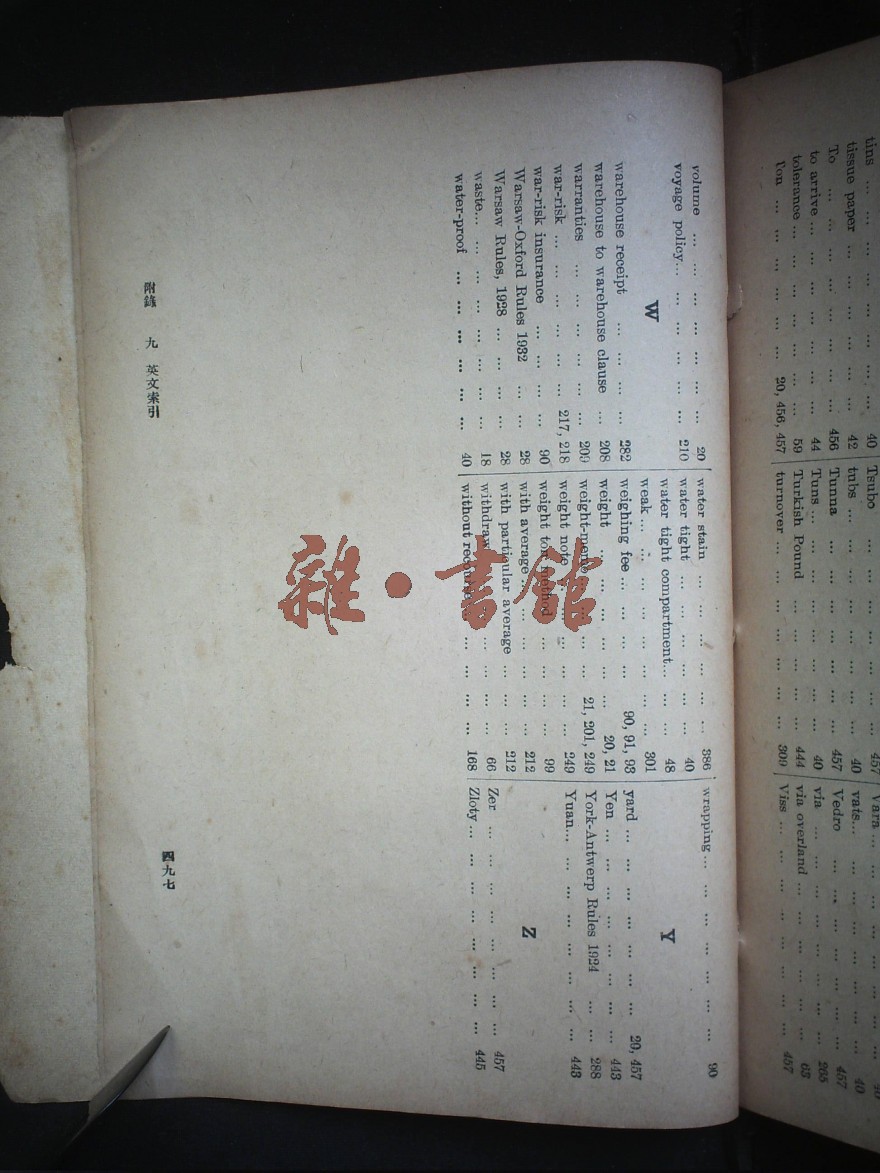 volume ... ... ... ... ... ... ... 20
voyage policy... ... ... ... ... ... 210
W
warehouse receipt ... ... ... ... 282
warehouse to warehouse clause ... 208
warranties ... ... ... ... ... ... 209
war-risk ... ... ... ... ... 217, 218
war-risk insurance ... ... ... ... 90
Warsaw-Oxford Rules 1932 ... ... 28
Warsaw Rules, 1928 ... ... ... ... 28
waste... ... ... ... ... ... ... 18
water-proof ... ... ... ... ... ... 40
water stain ... ... ... ... ... ... 386
water tight ... ... ... ... ... ... 40
water tight compartment... ... ... 48
weak ... ... ... ... ... ... ... 301
weighing fee ... ... ... ... 90, 91, 93
weight ... ... ... ... ... ... 20, 21
weight-memo ... ... ... 21, 201, 249
weight note ... ... ... ... ... ... 249
weight ton method ... ... ... ... 99
with average ... ... ... ... ... ... 212
with particular average ... ... ... 212
withdraw ... ... ... ... ... ... 66
without recourse ... ... ... ... 168
wrapping ... ... ... ... ... ... ... 90
Y
yard ... ... ... ... ... ... ... 20, 457
Yen ... ... ... ... ... ... ... ... 443
York-Antwerp Rules 1924 ... ... 288
Yuan... ... ... ... ... ... ... ... 443
Z
Zer ... ... ... ... ... ... ... ... 457
Zloty ... ... ... ... ... ... ... ... 445
附錄 九 英文索引
四九七
tins ... ... ... ... ... ... ... 40
tissue paper ... ... ... ... ... ... 42
To ... ... ... ... ... ... ... 456
to arrive ... ... ... ... ... ... ... 44
tolerance ... ... ... ... ... ... ... 59
Ton ... ... ... ... ... ... 20, 456, 457
Tsubo ... ... ... ... ... ... ... 457
tubs ... ... ... ... ... ... ... 40
Tunna ... ... ... ... ... ... ... 457
Tuns ... ... ... ... ... ... ... 40
Turkish Pound ... ... ... ... ... 444
turnover ... ... ... ... ... ... ... 309
Vara ... ... ... ... ... ... ...
vats... ... ... ... ... ... ... ... 40
Vedro ... ... ... ... ... ... ... 457
via ... ... ... ... ... ... ... 265
via overland ... ... ... ... ... ... 63
Viss ... ... ... ... ... ... ... 457
雜·書館